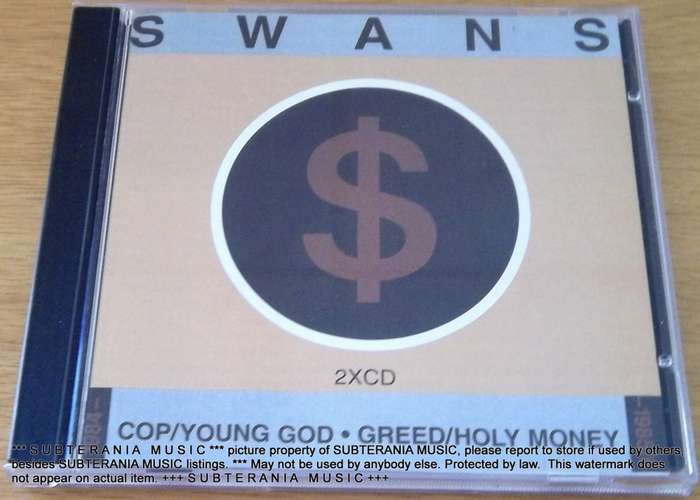 SWANS
$
2XCD
COP/YOUNG GOD • GREED/HOLY MONEY
*** S U B T E R A N I A   M U S I C *** picture property of SUBTERANIA MUSIC, please report to store if used by others
besides SUBTERANIA MUSIC listings. *** May not be used by anybody else. Protected by law.  This watermark does
not appear on actual item. +++ S U B T E R A N I A   M U S I C +++